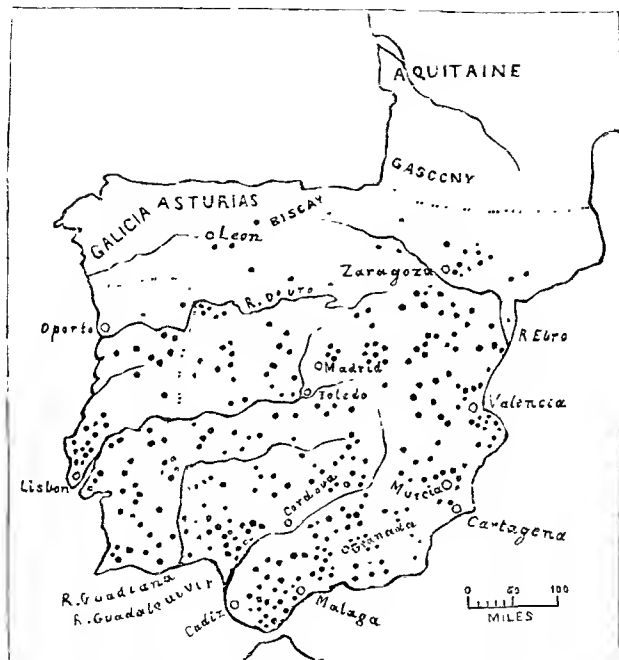 AQUITAINE
GASCONY
GALICIA
ASTURIAS
BISCAY
Leon
Zaragoza
R. DOURO
Oporto
R Ebro
Madrid
Toledo
Valencia
Lisbon
Cordova
Murcia
Granada
Cartagena
R. Guadiana
R. Guadalquivir
Cadiz
Malaga
0 50 100
MILES